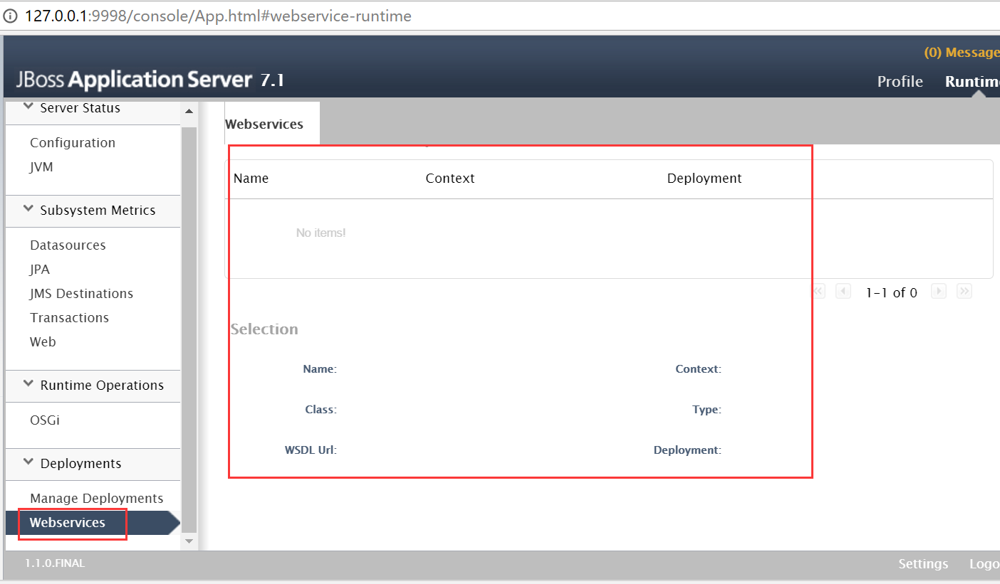 127.0.0.1:9998/console/App.html#webservice-runtime
(0) Message
JBoss Application Server 7.1
Profile Runtime
Server Status
Configuration
JVM
Subsystem Metrics
Datasources
JPA
JMS Destinations
Transactions
Web
Runtime Operations
OSGi
Deployments
Manage Deployments
Webservices
Webservices
Name Context Deployment
No items!
1-1 of 0
Selection
Name: Context:
Class: Type:
WSDL Url: Deployment:
1.1.0.FINAL
Settings Logo